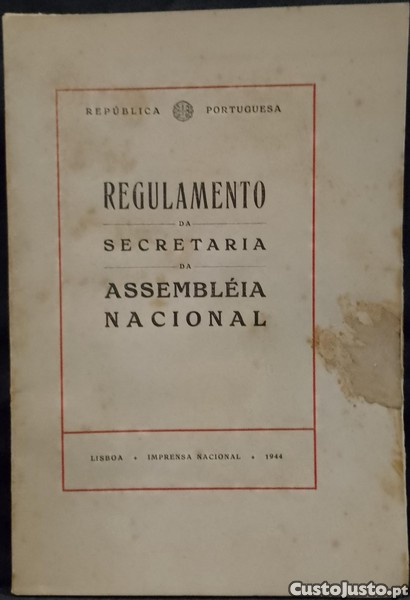 REPÚBLICA PORTUGUESA
REGULAMENTO
DA
SECRETARIA
DA
ASSEMBLÉIA
NACIONAL
LISBOA • IMPRENSA NACIONAL • 1944
CustoJusto.pt